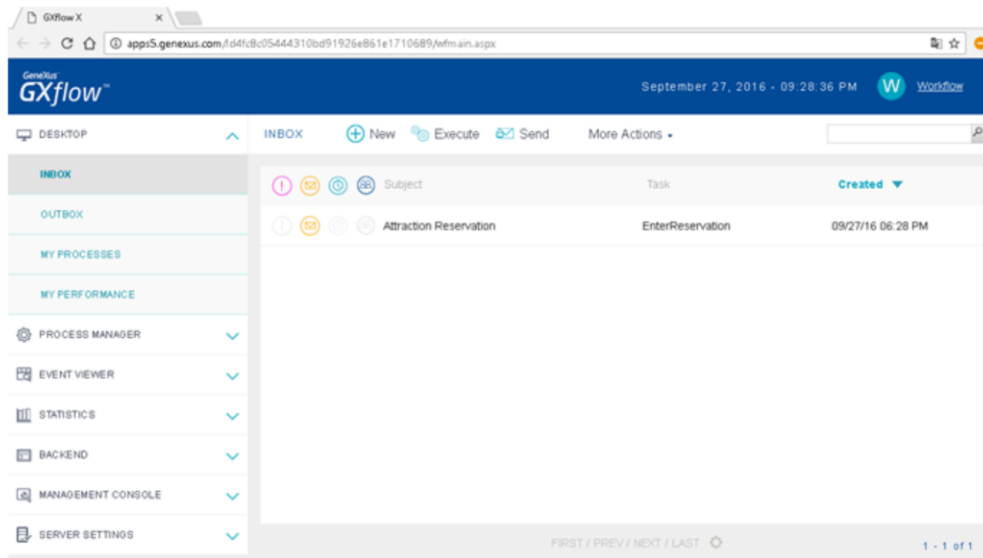 GXflow X
apps5.genexus.com/Id4fc8c05444310bd91926e861e1710689/wfmain.aspx
GeneXus
GXflow™
September 27, 2016 - 09:28:36 PM
W
Workflow
DESKTOP
INBOX
New
Execute
Send
More Actions
INBOX
OUTBOX
MY PROCESSES
MY PERFORMANCE
PROCESS MANAGER
EVENT VIEWER
STATISTICS
BACKEND
MANAGEMENT CONSOLE
SERVER SETTINGS
Subject
Task
Created
Attraction Reservation
EnterReservation
09/27/16 06:28 PM
FIRST / PREV / NEXT / LAST
1 - 1 of 1